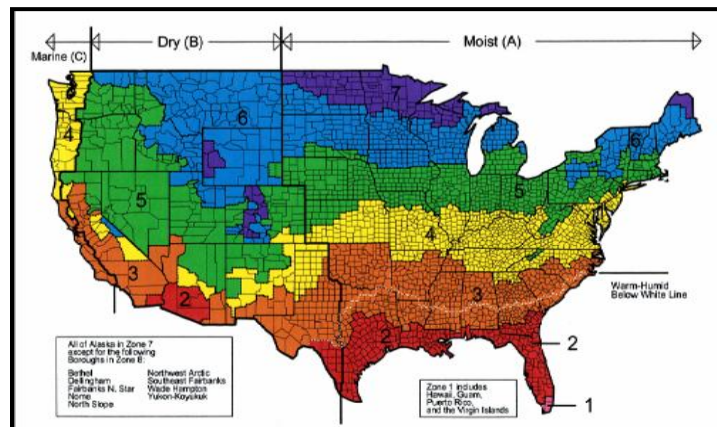 Marine (C)
Dry (B)
Moist (A)
4
5
6
7
6
5
4
3
3
2
2
Warm-Humid
Below White Line
2
1
All of Alaska in Zone 7
except for the following
Boroughs in Zone 8:
Bethel Northwest Arctic
Dellingham Southeast Fairbanks
Fairbanks N. Star Wade Hampton
Nome Yukon-Koyukuk
North Slope
Zone 1 includes
Hawaii, Guam,
Puerto Rico,
and the Virgin Islands